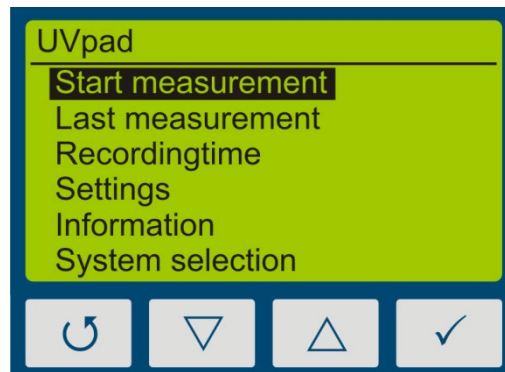 UVpad
Start measurement
Last measurement
Recordingtime
Settings
Information
System selection